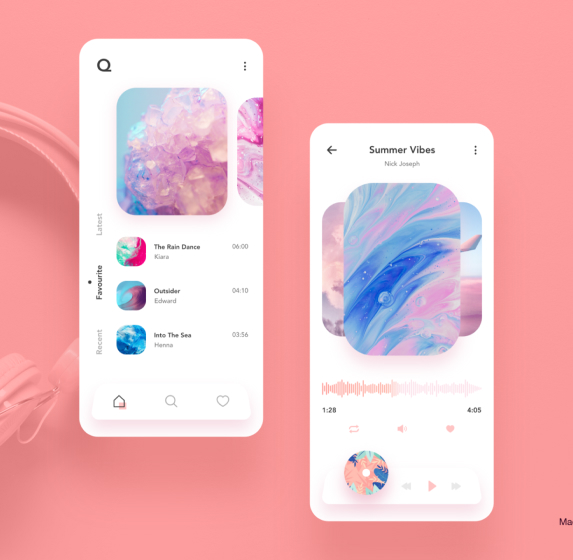 Q
Latest
Favourite
Recent
The Rain Dance
06:00
Kiara
Outsider
04:10
Edward
Into The Sea
03:56
Henna
Summer Vibes
Nick Joseph
1:28
4:05